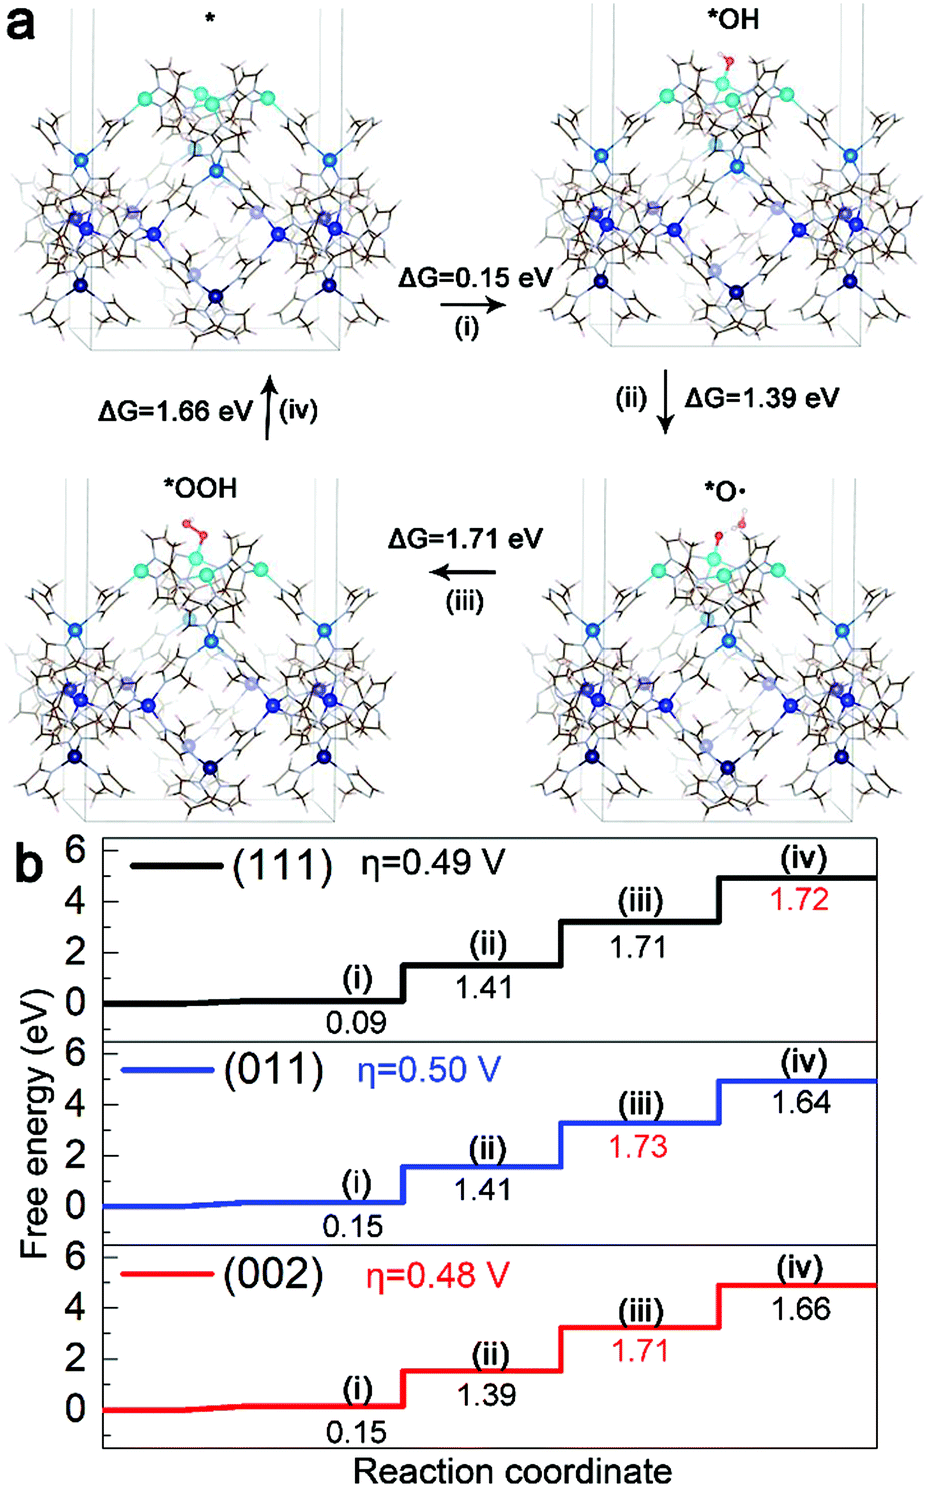 a
*
*OH
ΔG=0.15 eV
(i)
ΔG=1.66 eV
(iv)
(ii)
ΔG=1.39 eV
*OOH
*O·
ΔG=1.71 eV
(iii)
b
Free energy (eV)
6
4
2
0
(111)
η=0.49 V
(i)
0.09
(ii)
1.41
(iii)
1.71
(iv)
1.72
6
4
2
0
(011)
η=0.50 V
(i)
0.15
(ii)
1.41
(iii)
1.73
(iv)
1.64
6
4
2
0
(002)
η=0.48 V
(i)
0.15
(ii)
1.39
(iii)
1.71
(iv)
1.66
Reaction coordinate